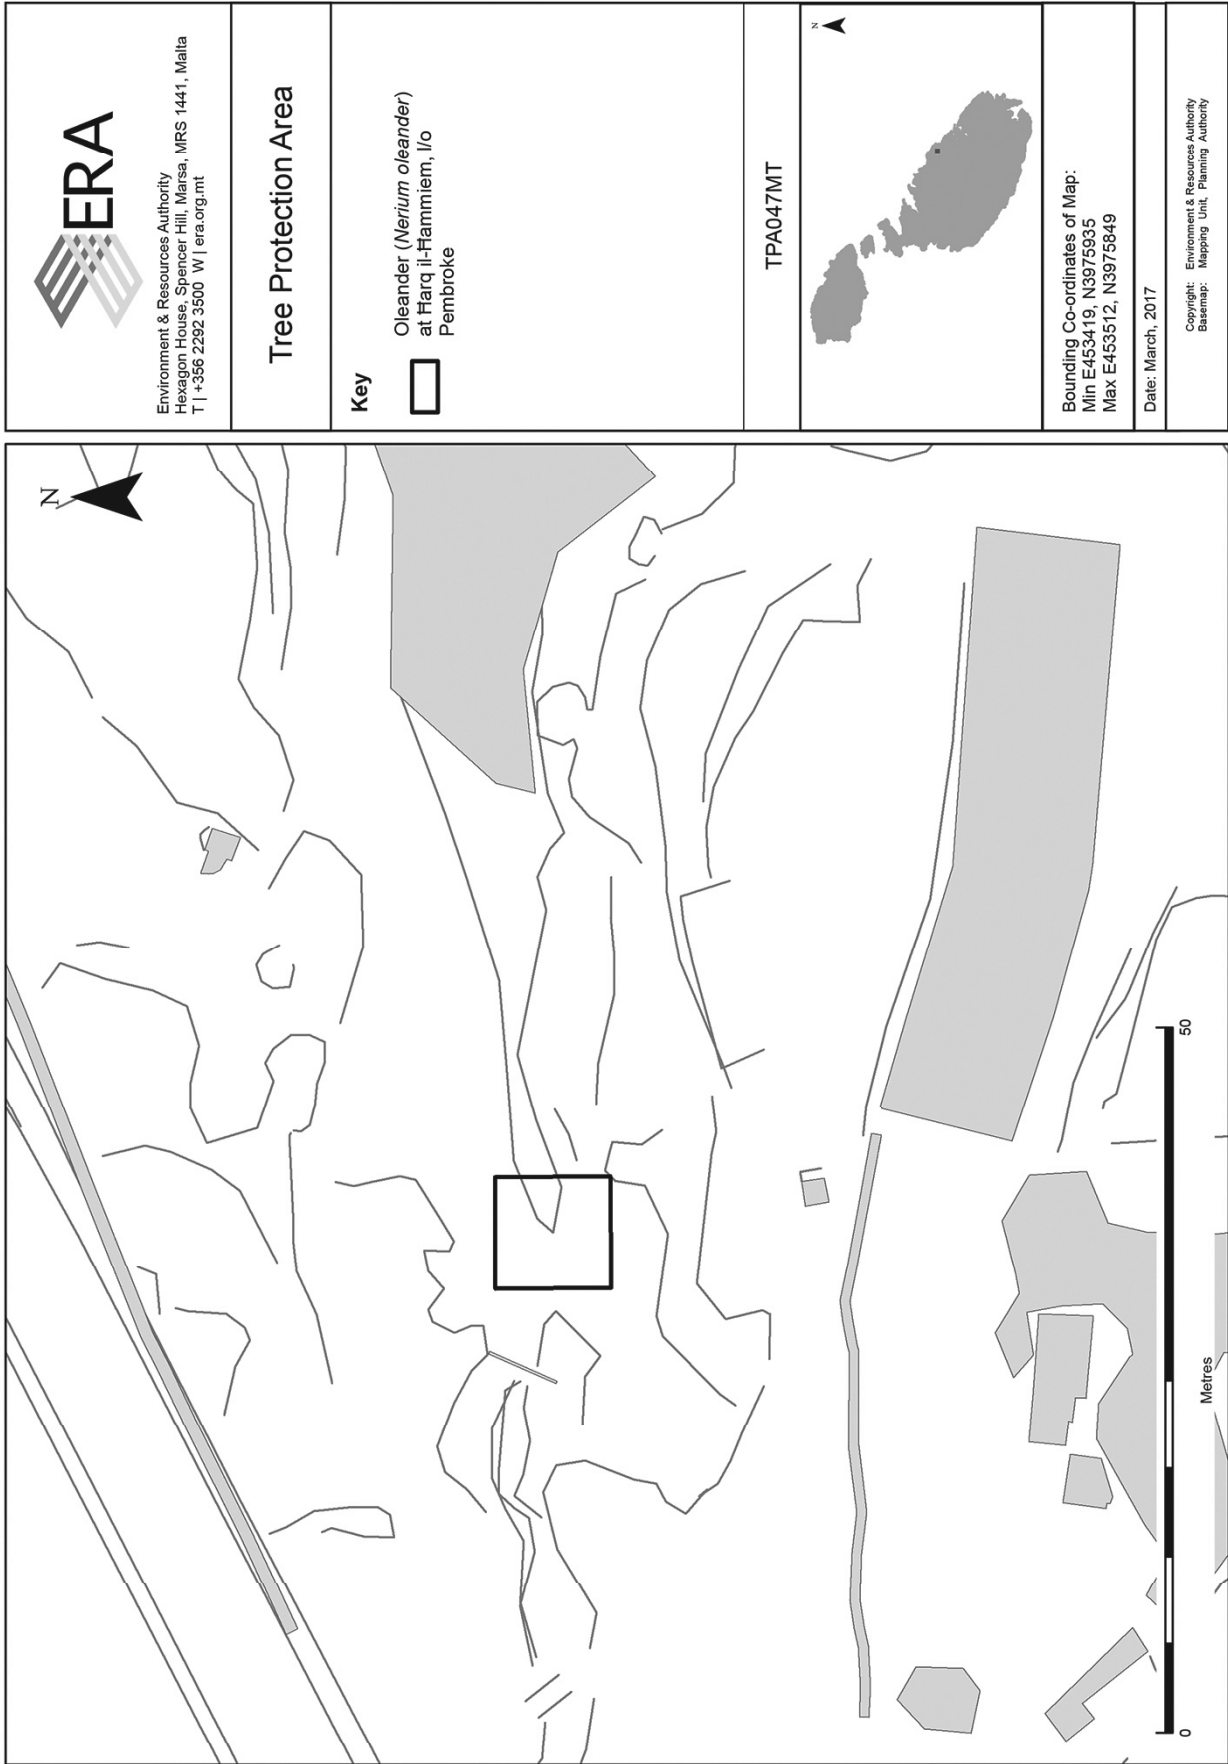 ERA
Environment & Resources Authority
Hexagon House, Spencer Hill, Marsa, MRS 1441, Malta
T | +356 2292 3500 W | era.org.mt
Tree Protection Area
Key
Oleander (Nerium oleander)
at Ħarq il-Ħammiem, l/o
Pembroke
TPA047MT
N
Bounding Co-ordinates of Map:
Min E453419, N3975935
Max E453512, N3975849
Date: March, 2017
Copyright: Environment & Resources Authority
Basemap: Mapping Unit, Planning Authority
N
0
50
Metres